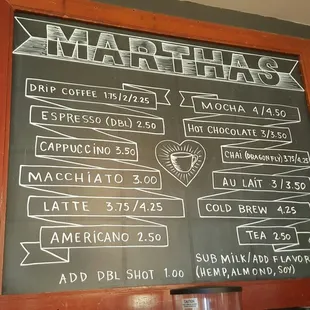 MARTHAS
DRIP COFFEE 1.75/2/2.25
ESPRESSO (DBL) 2.50
CAPPUCCINO 3.50
MACCHIATO 3.00
LATTE 3.75/4.25
AMERICANO 2.50
ADD DBL SHOT 1.00
MOCHA 4/4.50
HOT CHOCOLATE 3/3.50
CHAI (DRAGONFLY) 3.75/4.25
AU LAIT 3/3.50
COLD BREW 4.25
TEA 2.50
SUB MILK/ADD FLAVOR
(HEMP, ALMOND, SOY)